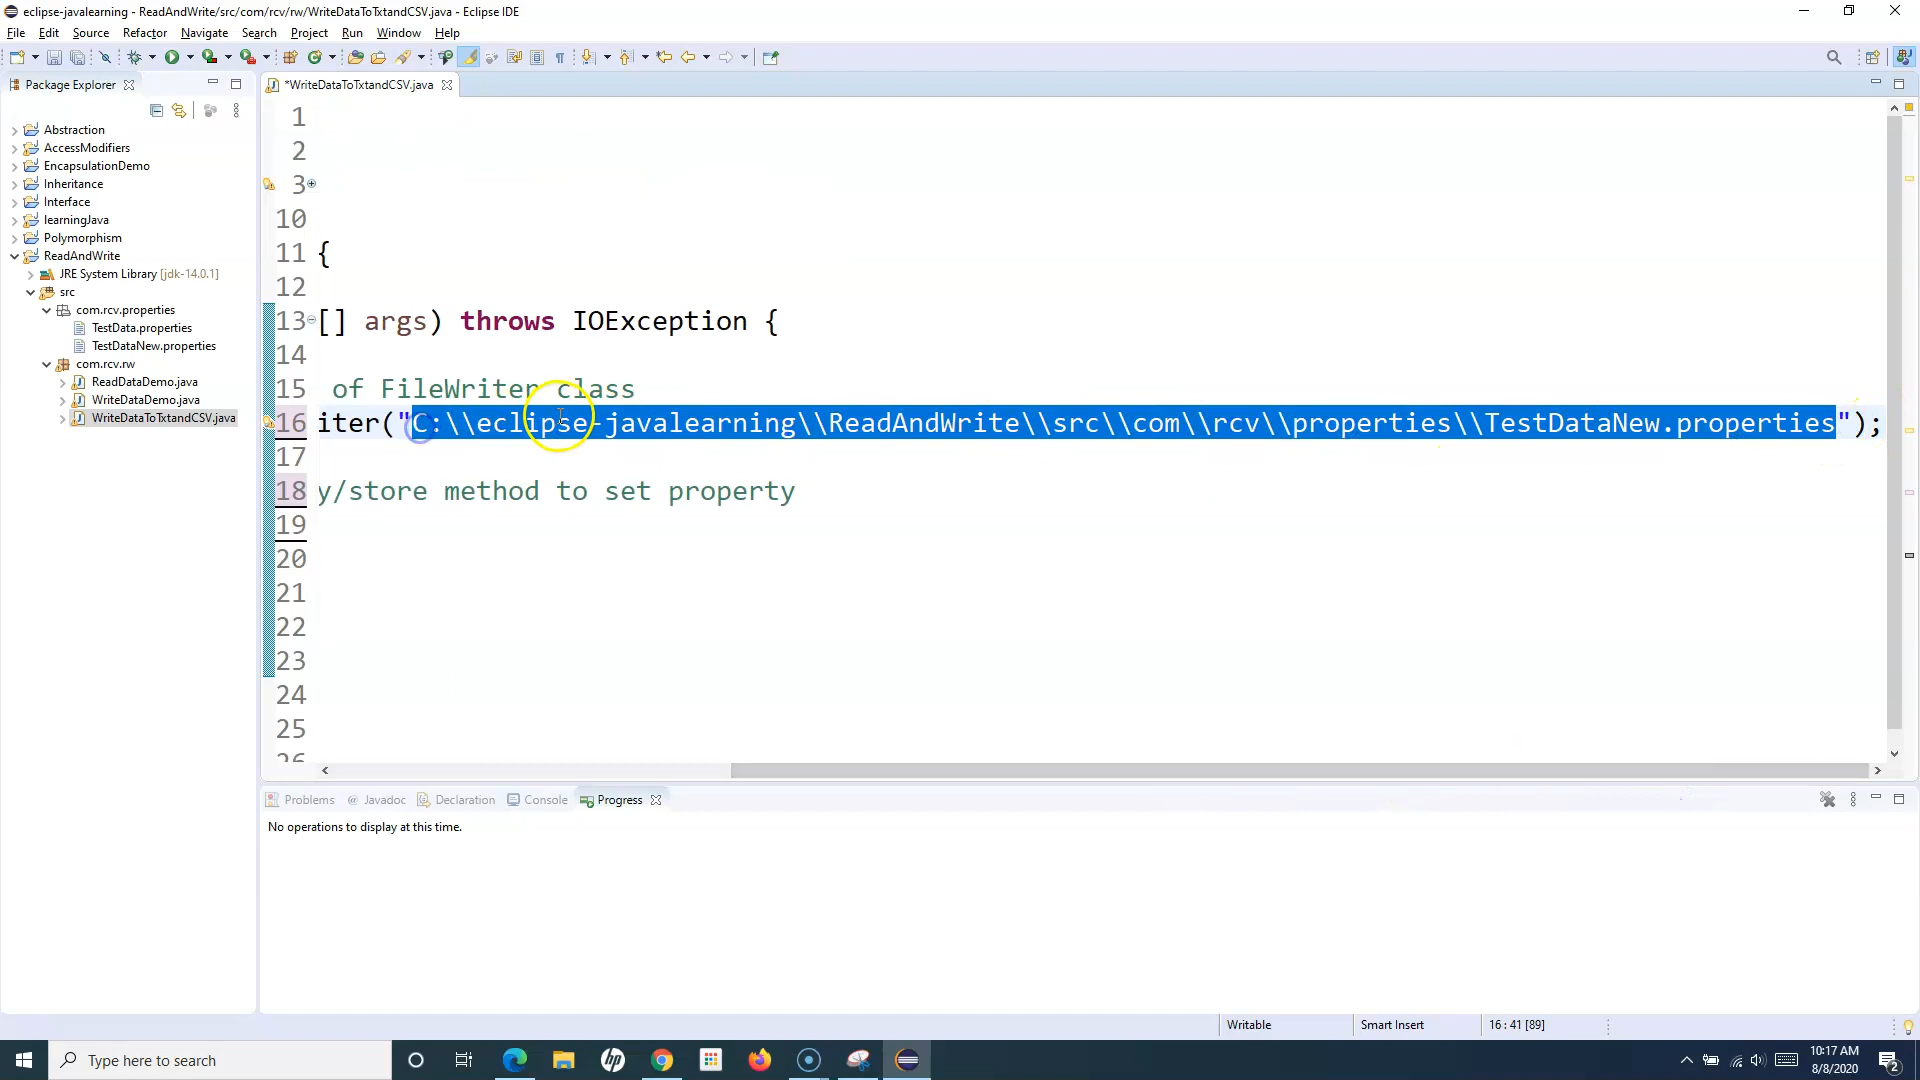 eclipse-javalearning - ReadAndWrite/src/com/rcv/rw/WriteDataToTxtandCSV.java - Eclipse IDE
File Edit Source Refactor Navigate Search Project Run Window Help
Package Explorer
*WriteDataToTxtandCSV.java
Abstraction
AccessModifiers
EncapsulationDemo
Inheritance
Interface
learningJava
Polymorphism
ReadAndWrite
JRE System Library [jdk-14.0.1]
src
com.rcv.properties
TestData.properties
TestDataNew.properties
com.rcv.rw
ReadDataDemo.java
WriteDataDemo.java
WriteDataToTxtandCSV.java
1
2
3
10
11 {
12
13 [] args) throws IOException {
14
15 of FileWriter class
16 iter("C:\\eclipse-javalearning\\ReadAndWrite\\src\\com\\rcv\\properties\\TestDataNew.properties");
17
18 y/store method to set property
19
20
21
22
23
24
25
26
Problems @ Javadoc Declaration Console Progress
No operations to display at this time.
Writable Smart Insert 16 : 41 [89]
Type here to search
hp
10:17 AM
8/8/2020
2